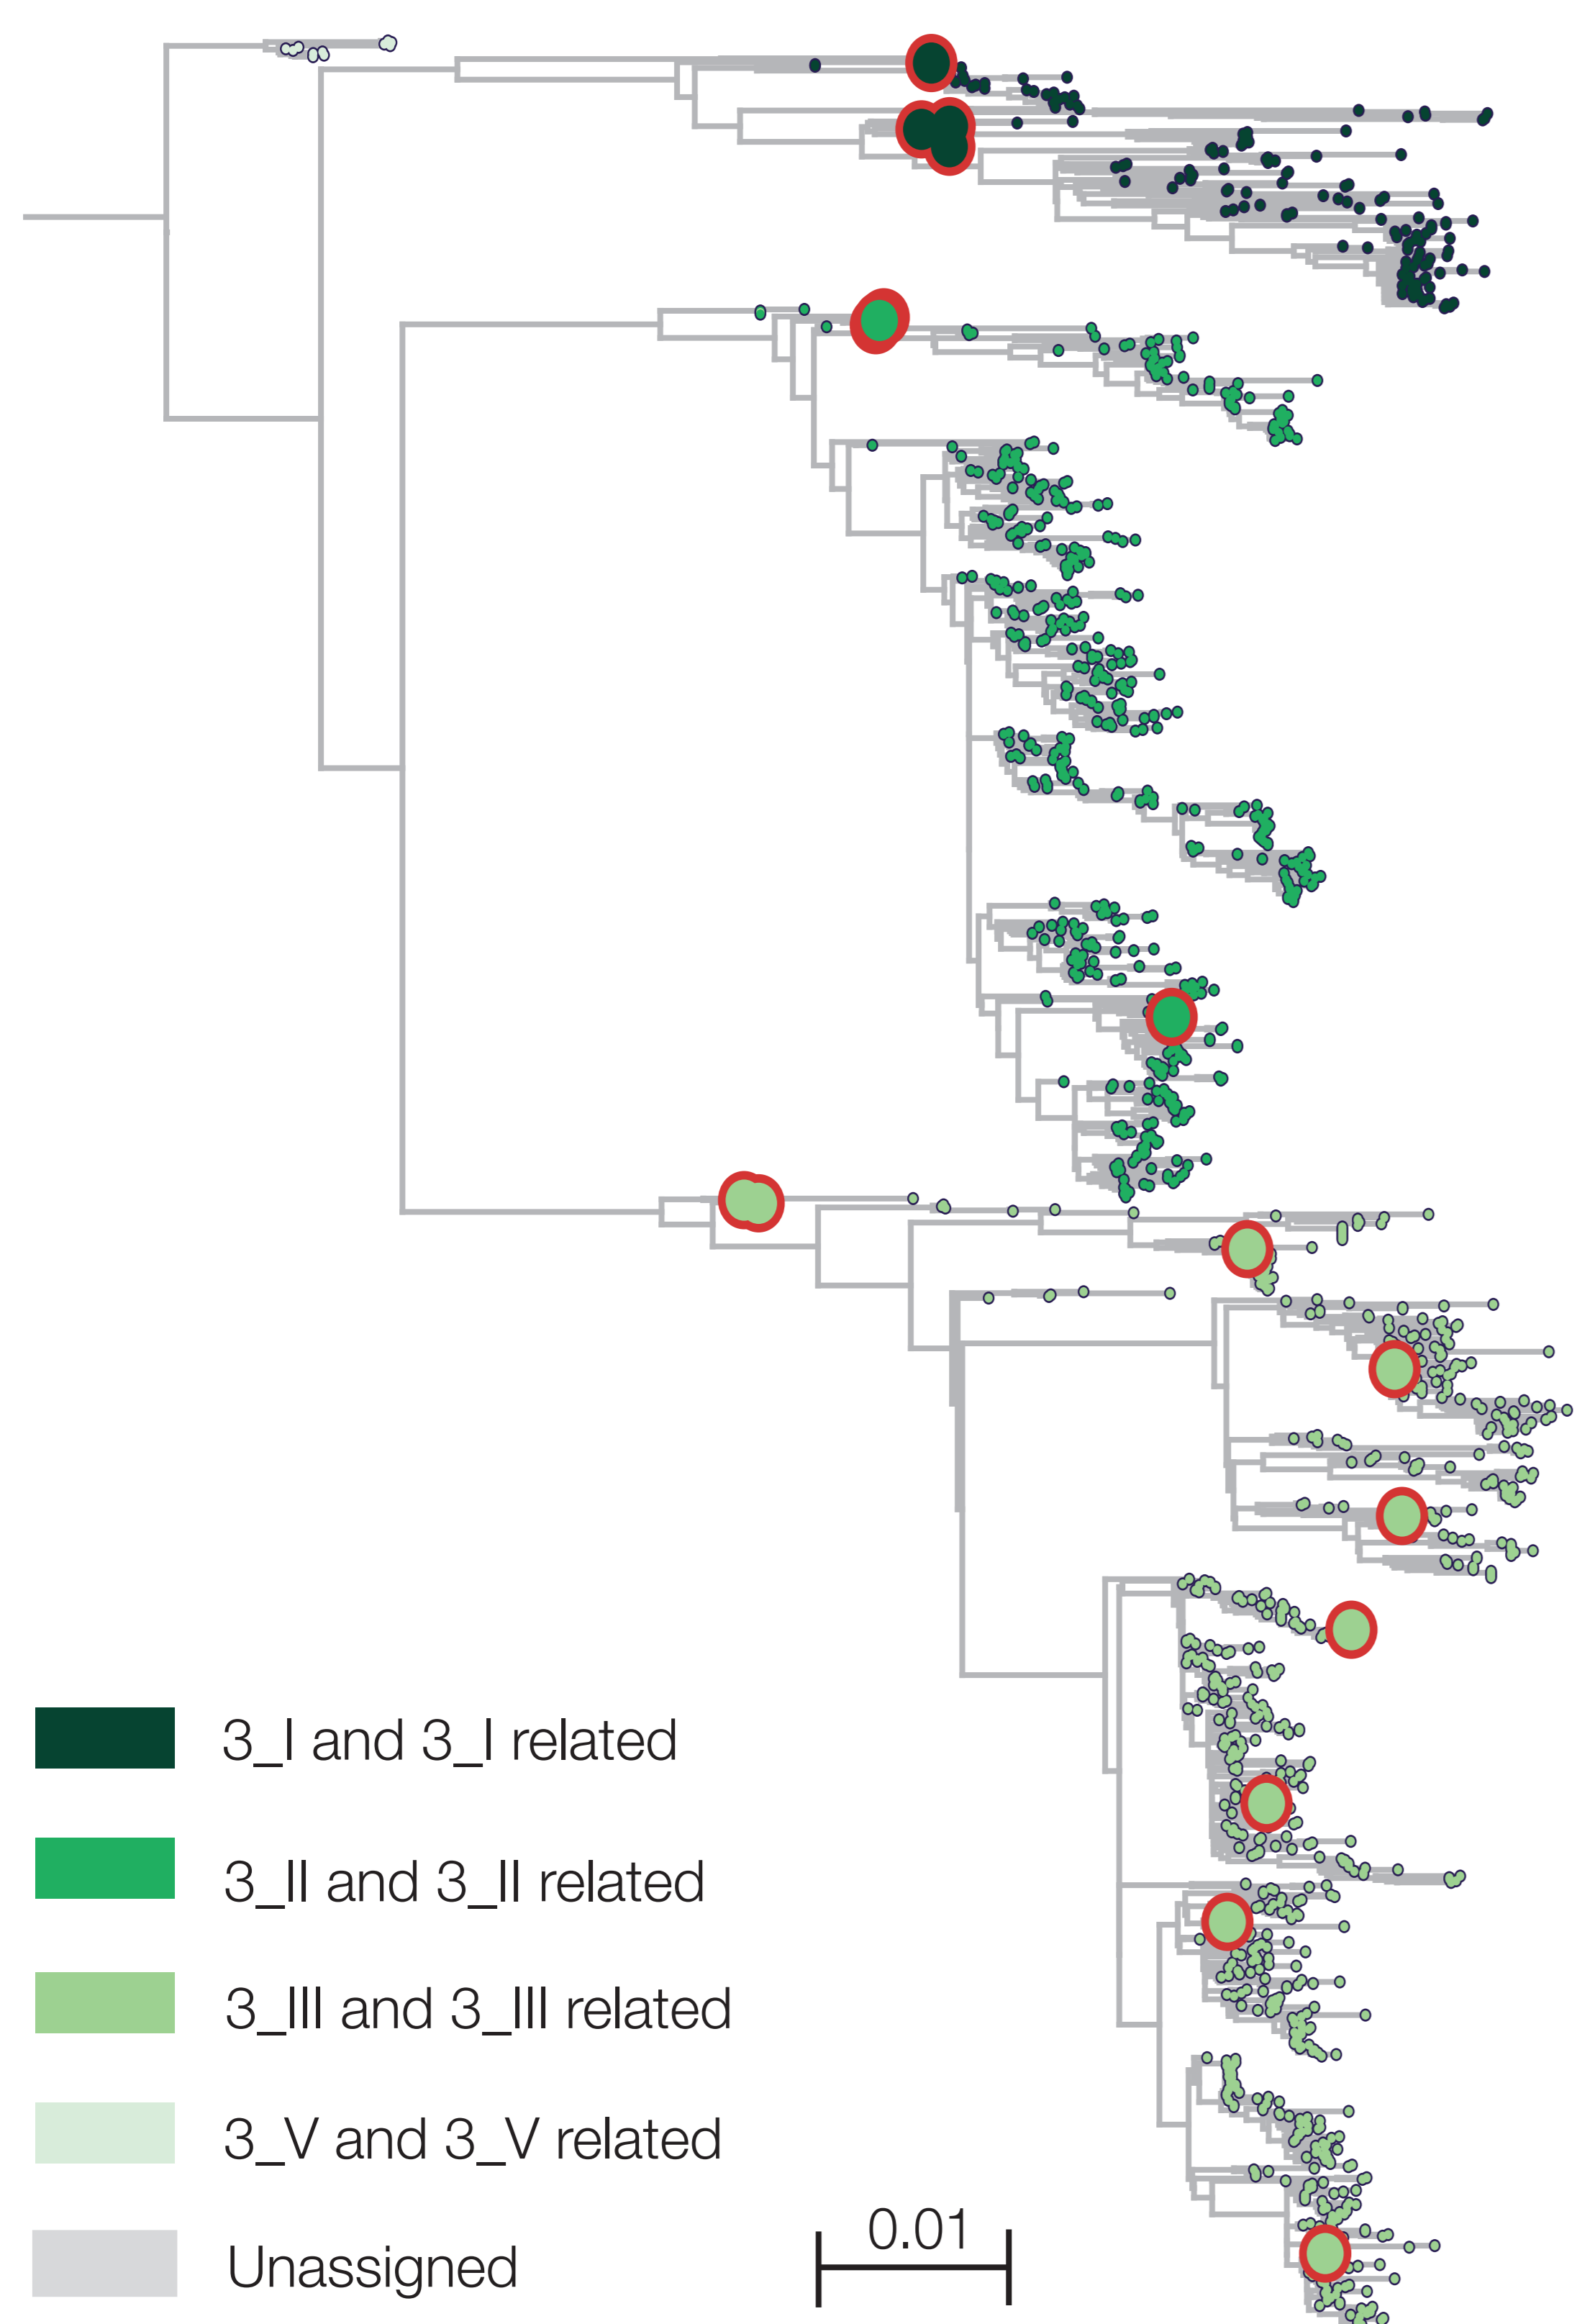 3_I and 3_I related
3_II and 3_II related
3_III and 3_III related
3_V and 3_V related
Unassigned
0.01